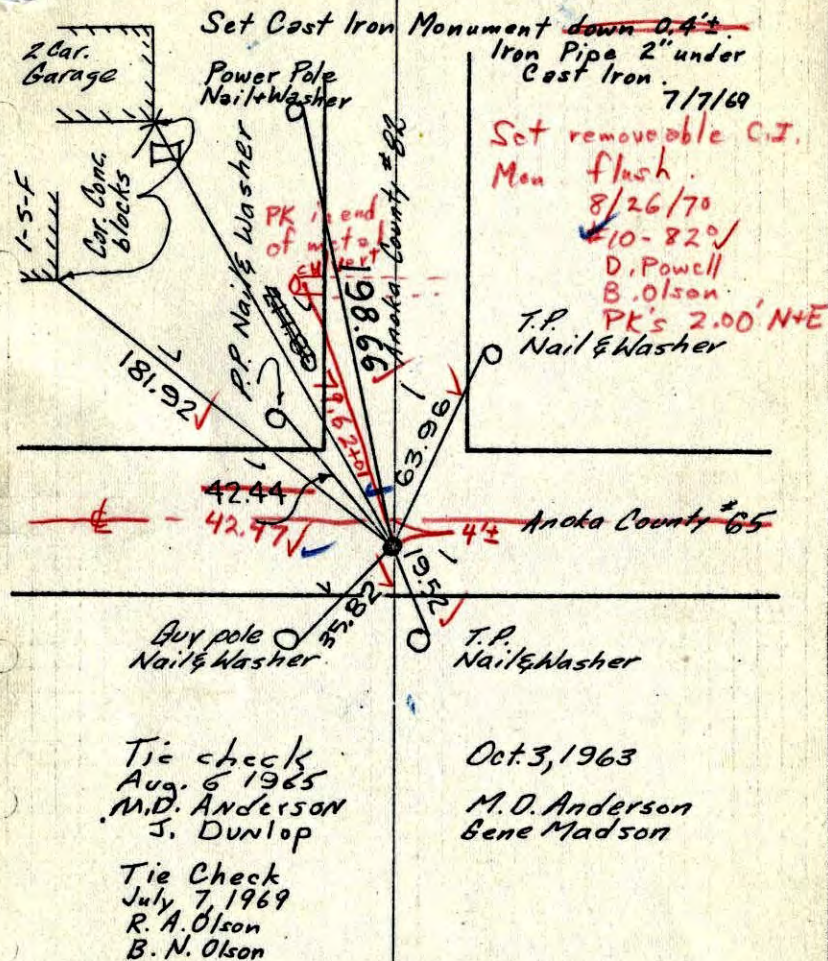 Set Cast Iron Monument down 0.4'±
Iron Pipe 2" under
Cast Iron.
7/7/69
2 Car.
Garage
Power Pole
Nail+Washer
Set removeable C.I.
Mon flush.
8/26/70
#10-82°
D. Powell
B. Olson
PK's 2.00' N+E
1-S-F
Cor. Conc.
blocks
P.P. Nail & Washer
PK in end
of metal
culvert
Anoka County #82
T.P.
Nail & Washer
181.92
198.66
63.96
42.44
42.97
℄
4'±
Anoka County #65
35.82
19.52
Guy pole
Nail & Washer
T.P.
Nail & Washer
Tie check
Aug. 6 1965
M.D. Anderson
J. Dunlop
Oct. 3, 1963
M.D. Anderson
Gene Madson
Tie Check
July 7, 1969
R. A. Olson
B. N. Olson